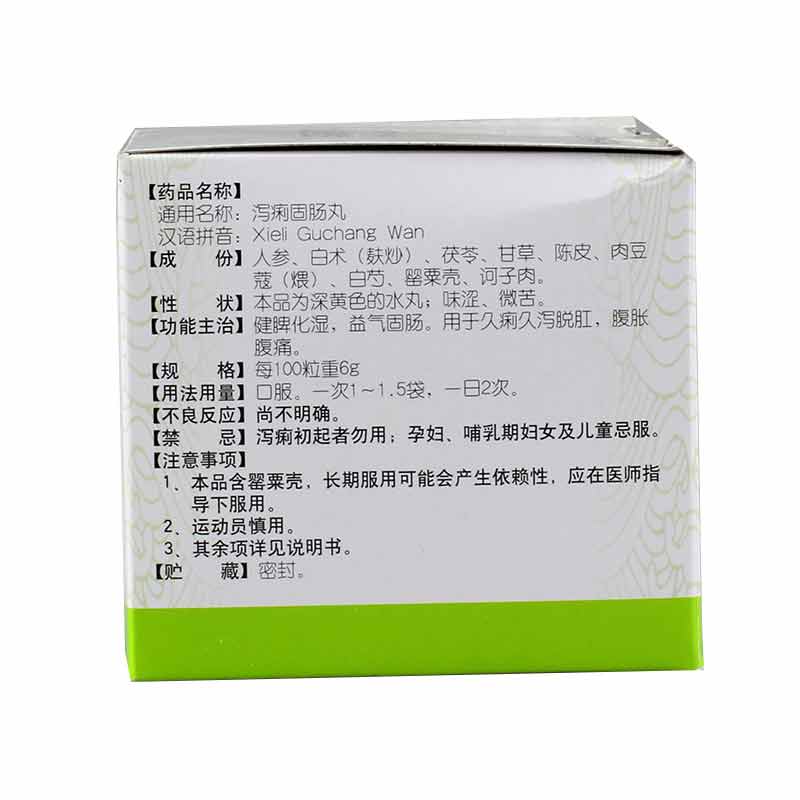 【药品名称】
通用名称：泻痢固肠丸
汉语拼音：Xieli Guchang Wan
【成 份】人参、白术（麸炒）、茯苓、甘草、陈皮、肉豆
蔻（煨）、白芍、罂粟壳、诃子肉。
【性 状】本品为深黄色的水丸；味涩、微苦。
【功能主治】健脾化湿，益气固肠。用于久痢久泻脱肛，腹胀
腹痛。
【规 格】每100粒重6g
【用法用量】口服。一次1～1.5袋，一日2次。
【不良反应】尚不明确。
【禁 忌】泻痢初起者勿用；孕妇、哺乳期妇女及儿童忌服。
【注意事项】
1、本品含罂粟壳，长期服用可能会产生依赖性，应在医师指
导下服用。
2、运动员慎用。
3、其余项详见说明书。
【贮 藏】密封。